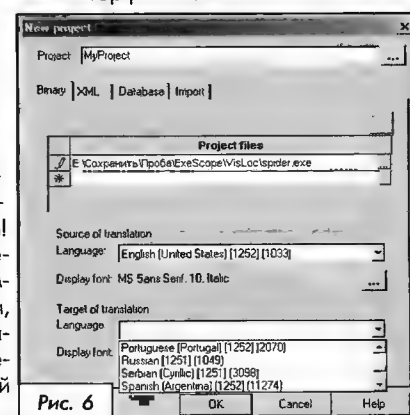 New project
Project MyProject ...
Binary XML Database Import
Project files
E:\Сохранить\Проба\ExeScope\VisLoc\spider.exe
*
Source of translation
Language: English (United States) [1252] [1033]
Display font: MS Sans Serif, 10, Italic ...
Target of translation
Language
Display font:
Portuguese (Portugal) [1252] [2070]
Russian [1251] [1049]
Serbian (Cyrillic) [1251] [3098]
Spanish (Argentina) [1252] [11274]
OK Cancel Help
Рис. 6